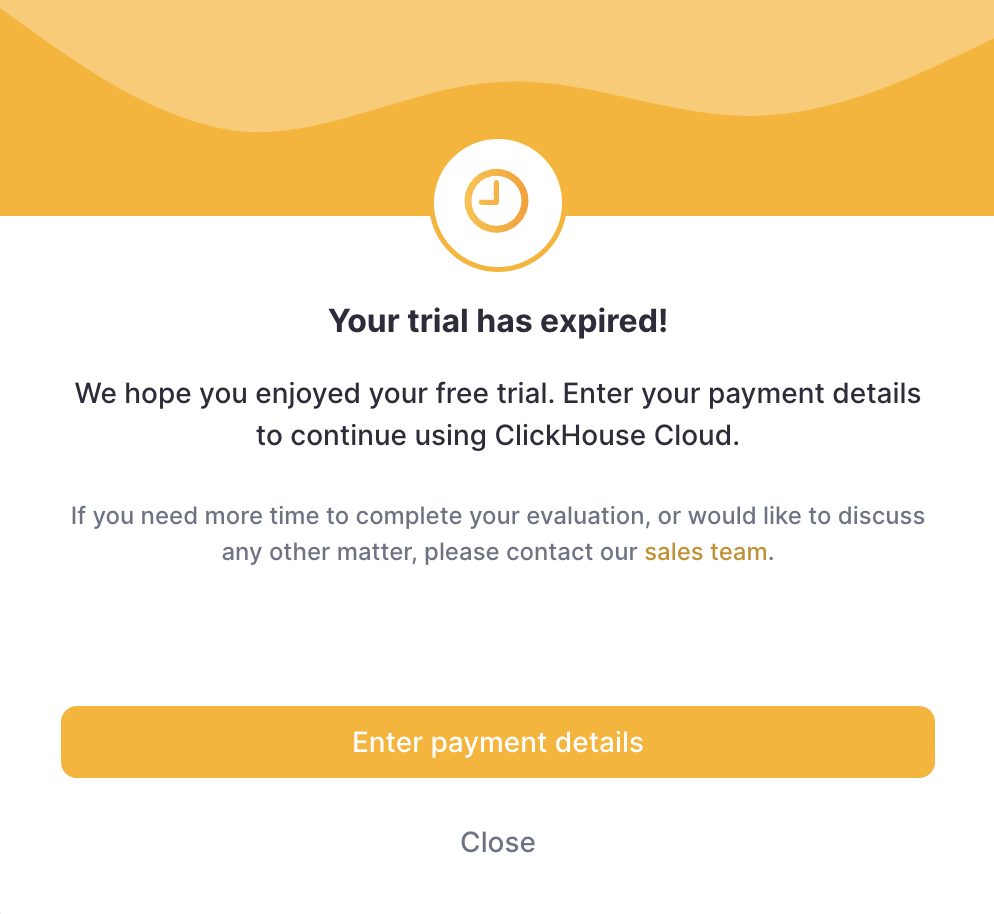 Your trial has expired!
We hope you enjoyed your free trial. Enter your payment details
to continue using ClickHouse Cloud.
If you need more time to complete your evaluation, or would like to discuss
any other matter, please contact our sales team.
Enter payment details
Close